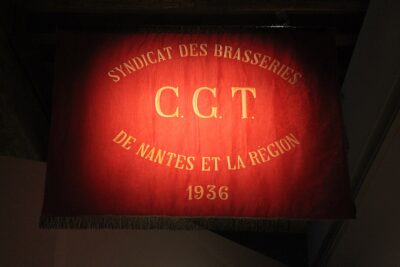 SYNDICAT DES BRASSERIES
C.G.T.
DE NANTES ET LA RÉGION
1936